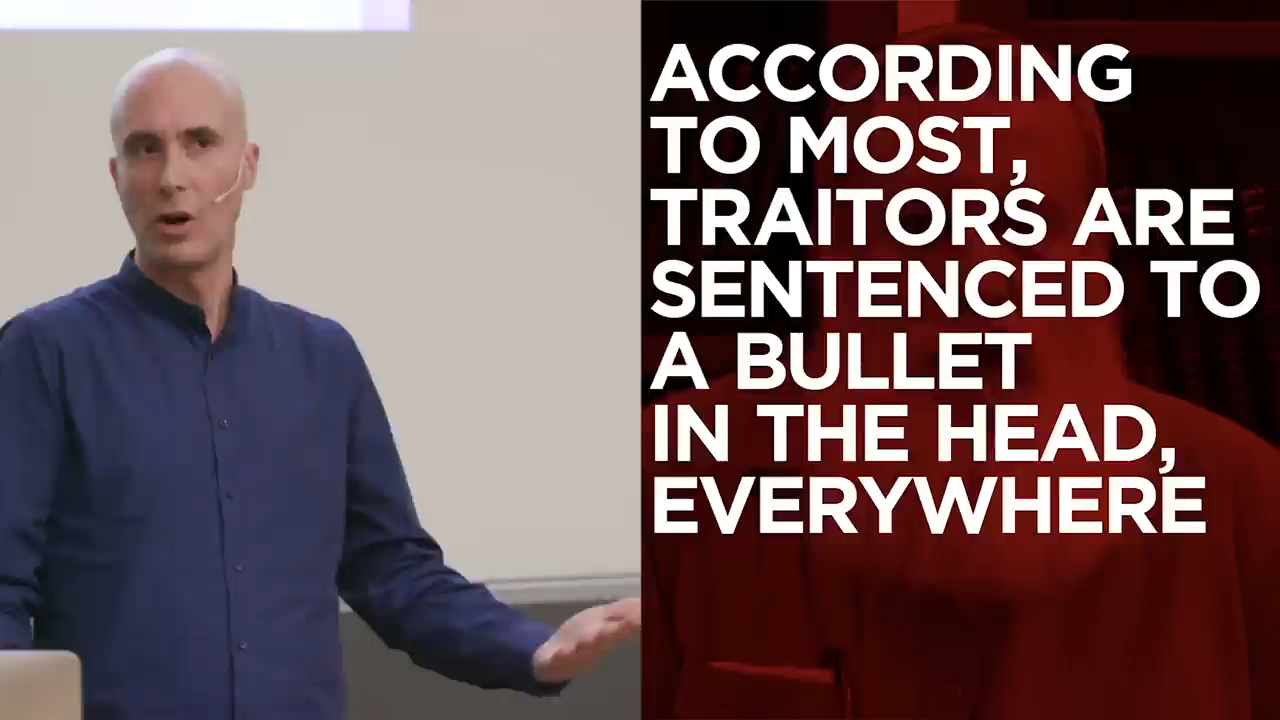 ACCORDING
TO MOST,
TRAITORS ARE
SENTENCED TO
A BULLET
IN THE HEAD,
EVERYWHERE